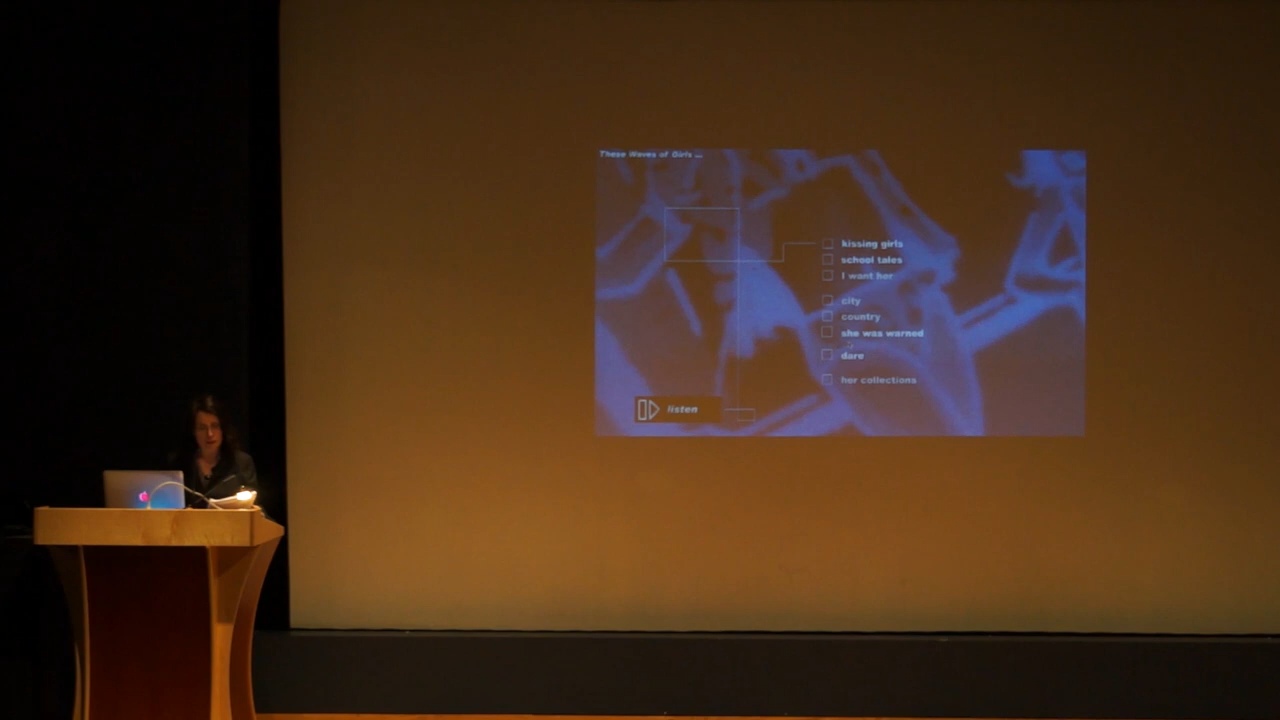 These Waves of Girls ...
kissing girls
school tales
I want her
city
country
she was warned
dare
her collections
listen